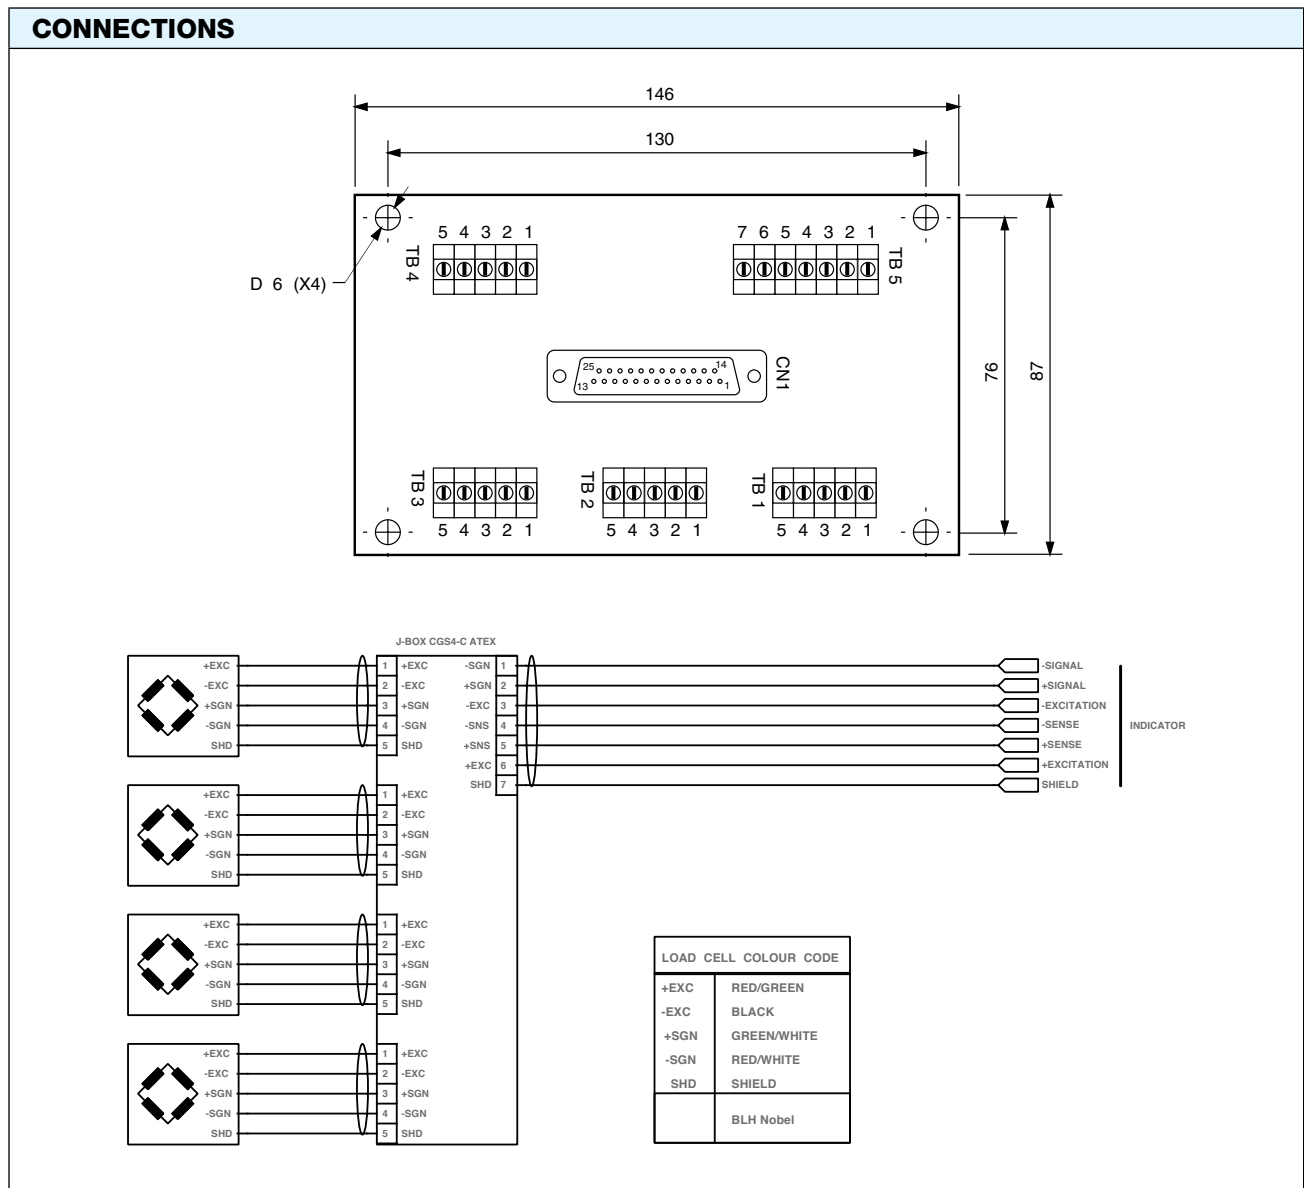 CONNECTIONS
146
130
5 4 3 2 1
7 6 5 4 3 2 1
TB 4
TB 5
D 6 (X4)
25 14
13 1
CN1
76
87
TB 3
TB 2
TB 1
5 4 3 2 1
5 4 3 2 1
5 4 3 2 1
J-BOX CGS4-C ATEX
+EXC 1 +EXC -SGN 1 -SIGNAL
-EXC 2 -EXC +SGN 2 +SIGNAL
+SGN 3 +SGN -EXC 3 -EXCITATION
-SGN 4 -SGN -SNS 4 -SENSE
INDICATOR
SHD 5 SHD +SNS 5 +SENSE
+EXC 6 +EXCITATION
SHD 7 SHIELD
+EXC 1 +EXC
-EXC 2 -EXC
+SGN 3 +SGN
-SGN 4 -SGN
SHD 5 SHD
+EXC 1 +EXC
-EXC 2 -EXC
+SGN 3 +SGN
-SGN 4 -SGN
SHD 5 SHD
+EXC 1 +EXC
-EXC 2 -EXC
+SGN 3 +SGN
-SGN 4 -SGN
SHD 5 SHD
LOAD CELL COLOUR CODE
+EXC RED/GREEN
-EXC BLACK
+SGN GREEN/WHITE
-SGN RED/WHITE
SHD SHIELD
BLH Nobel